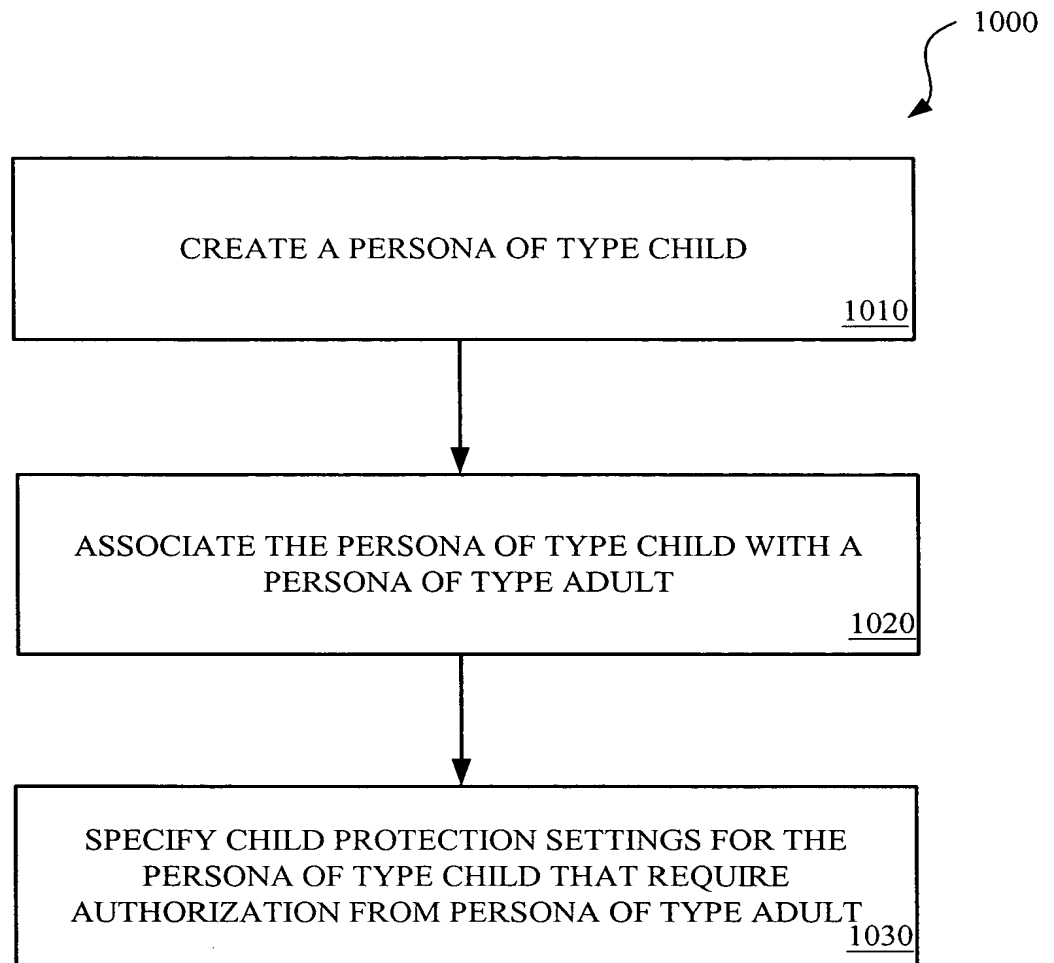 1000
CREATE A PERSONA OF TYPE CHILD
1010
ASSOCIATE THE PERSONA OF TYPE CHILD WITH A
PERSONA OF TYPE ADULT
1020
SPECIFY CHILD PROTECTION SETTINGS FOR THE
PERSONA OF TYPE CHILD THAT REQUIRE
AUTHORIZATION FROM PERSONA OF TYPE ADULT
1030